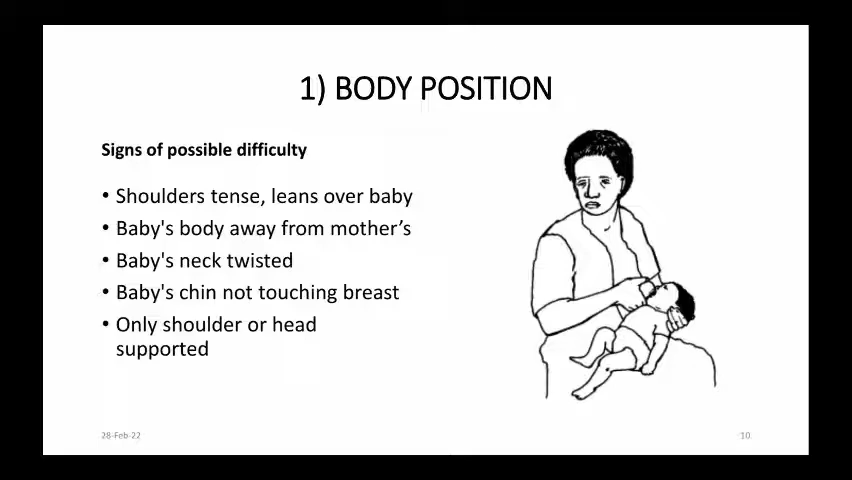 1) BODY POSITION
Signs of possible difficulty
• Shoulders tense, leans over baby
• Baby's body away from mother’s
• Baby's neck twisted
• Baby's chin not touching breast
• Only shoulder or head
supported
28-Feb-22
10